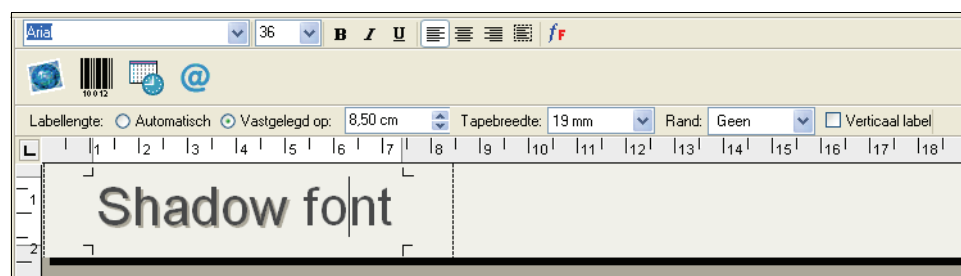 Arial 36 B I U fF
10012 @
Labellengte: Automatisch Vastgelegd op: 8,50 cm Tapebreedte: 19 mm Rand: Geen Verticaal label
L 1 2 3 4 5 6 7 8 9 10 11 12 13 14 15 16 17 18
1
Shadow font
2